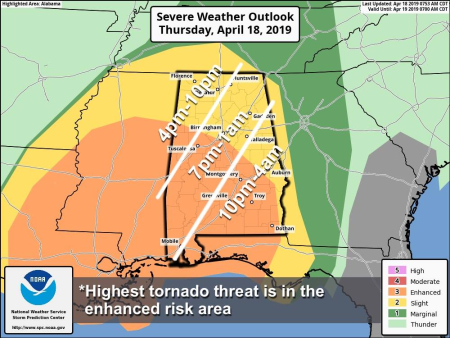 Highlighted Area: Alabama
Severe Weather Outlook
Thursday, April 18, 2019
Last Updated: Apr 18 2019 0753 AM CDT
Valid Until: Apr 19 2019 0700 AM CDT
Florence
Huntsville
4pm-10pm
Gad
Birmingham
7pm-1am
Talladega
Tuscaloosa
10pm-4am
Montgomery
Auburn
Troy
Dothan
Mobile
*Highest tornado threat is in the
enhanced risk area
NOAA
National Weather Service
Storm Prediction Center
http://www.spc.noaa.gov
5 High
4 Moderate
3 Enhanced
2 Slight
1 Marginal
Thunder